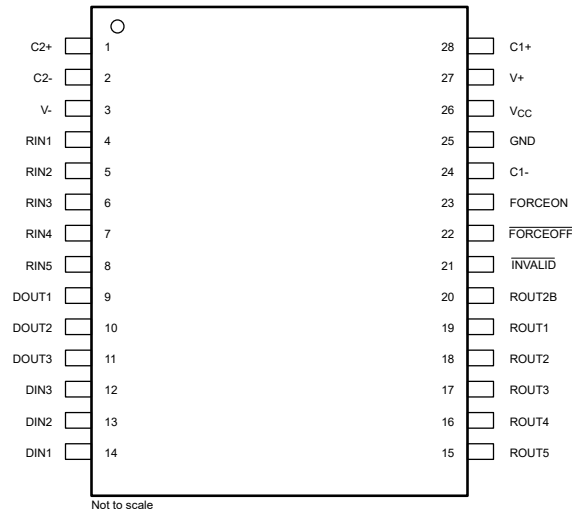 C2+ 1 28 C1+
C2- 2 27 V+
V- 3 26 VCC
RIN1 4 25 GND
RIN2 5 24 C1-
RIN3 6 23 FORCEON
RIN4 7 22 FORCEOFF
RIN5 8 21 INVALID
DOUT1 9 20 ROUT2B
DOUT2 10 19 ROUT1
DOUT3 11 18 ROUT2
DIN3 12 17 ROUT3
DIN2 13 16 ROUT4
DIN1 14 15 ROUT5
Not to scale